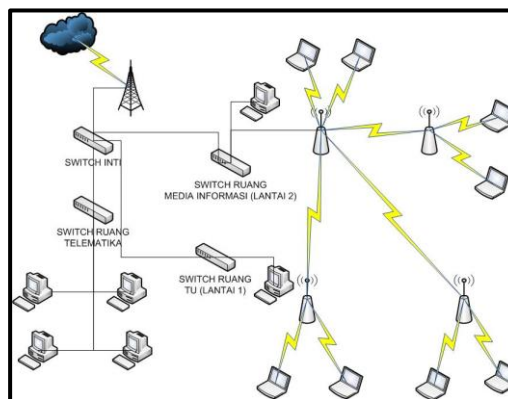 SWITCH INTI
SWITCH RUANG
MEDIA INFORMASI (LANTAI 2)
SWITCH RUANG
TELEMATIKA
SWITCH RUANG
TU (LANTAI 1)